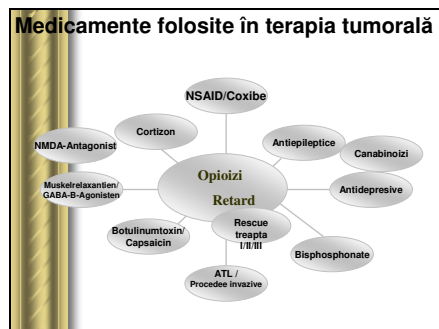 Medicamente folosite în terapia tumorală
NSAID/Coxibe
Cortizon
Antiepileptice
NMDA-Antagonist
Canabinoizi
Opioizi
Retard
Muskelrelaxantien/
GABA-B-Agonisten
Antidepresive
Botulinumtoxin/
Capsaicin
Rescue
treapta
I/II/III
Bisphosphonate
ATL /
Procedee invazive